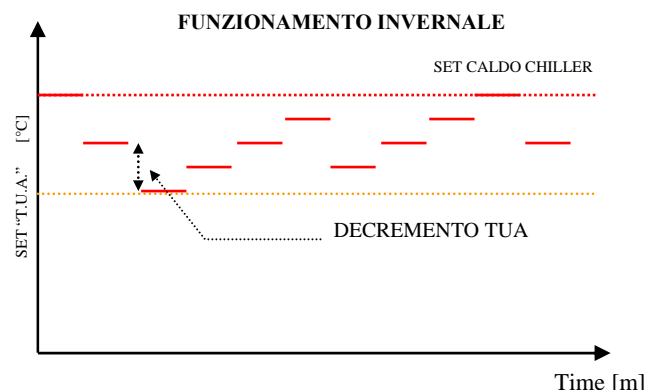 FUNZIONAMENTO INVERNALE
SET CALDO CHILLER
SET “T.U.A.” [°C]
DECREMENTO TUA
Time [m]